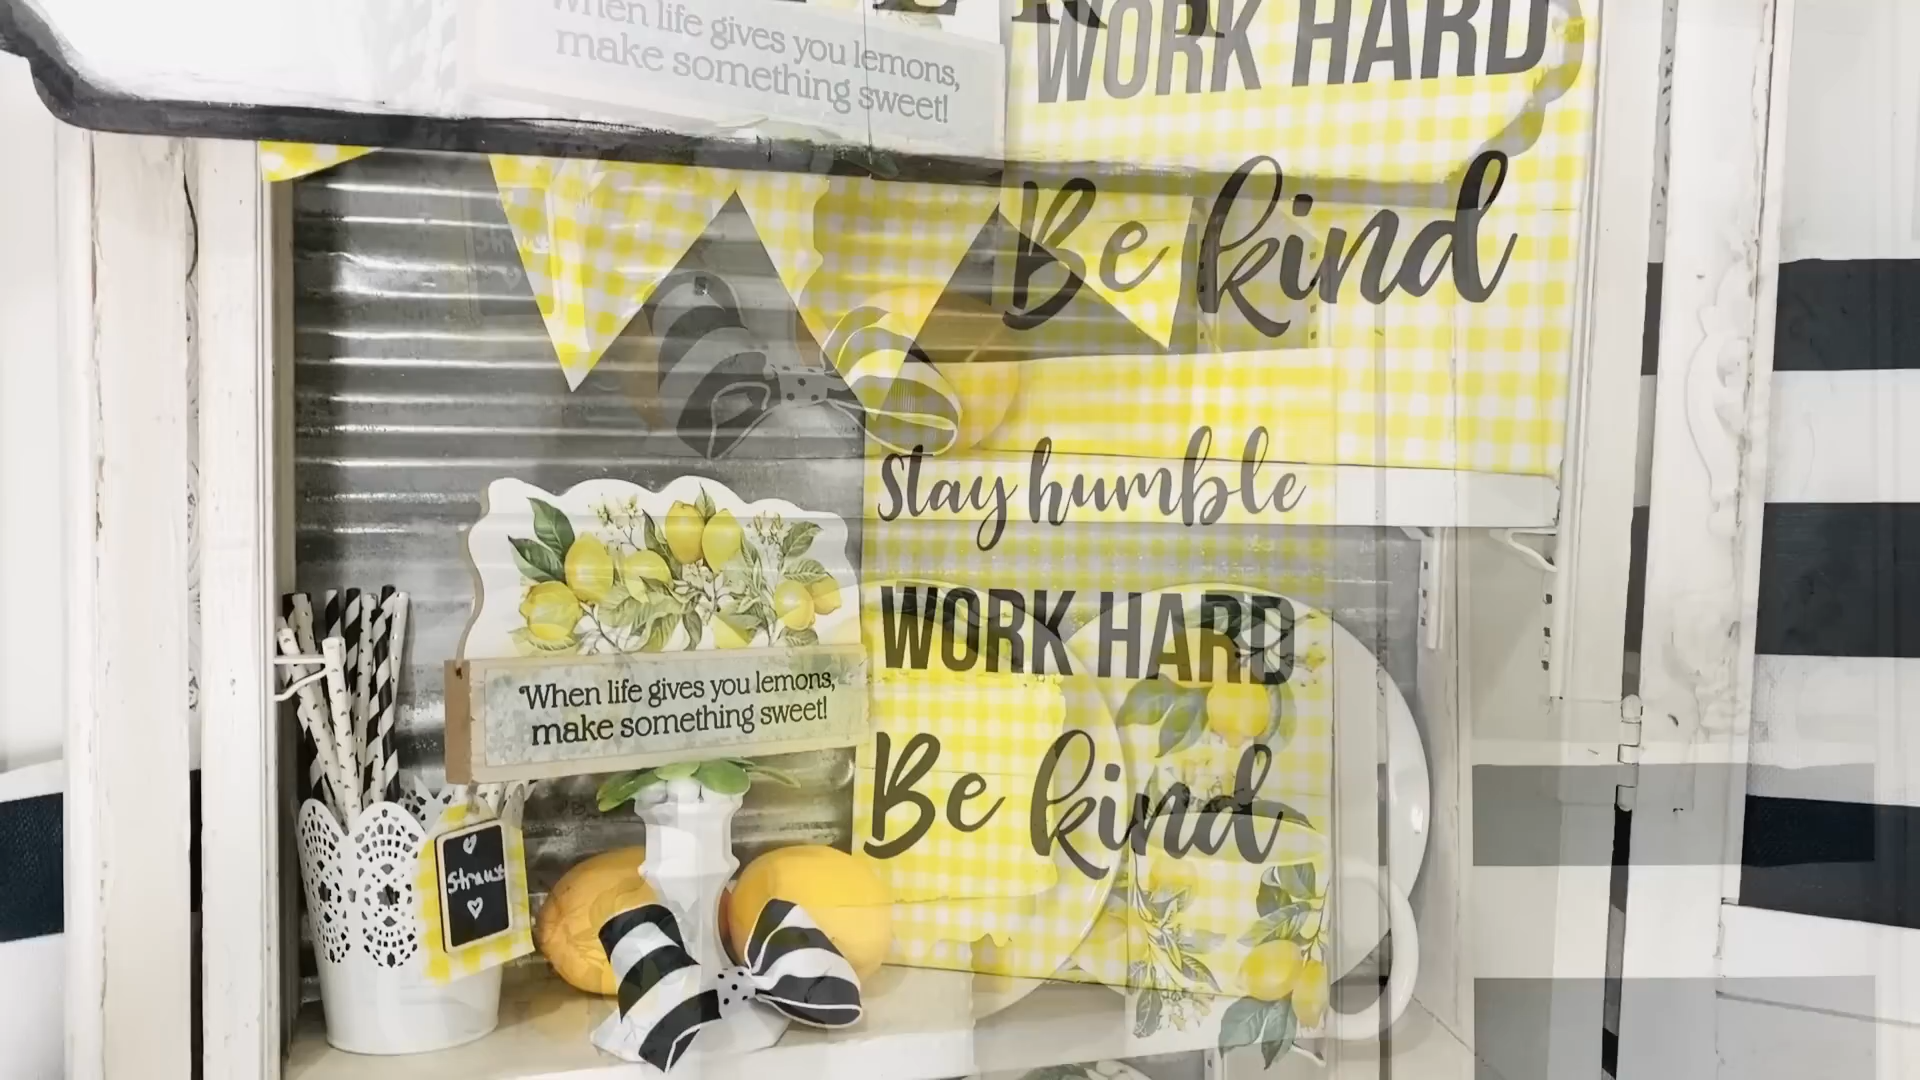 When life gives you lemons,
make something sweet!
WORK HARD
Be kind
Stay humble
WORK HARD
Be kind
When life gives you lemons,
make something sweet!
Straws